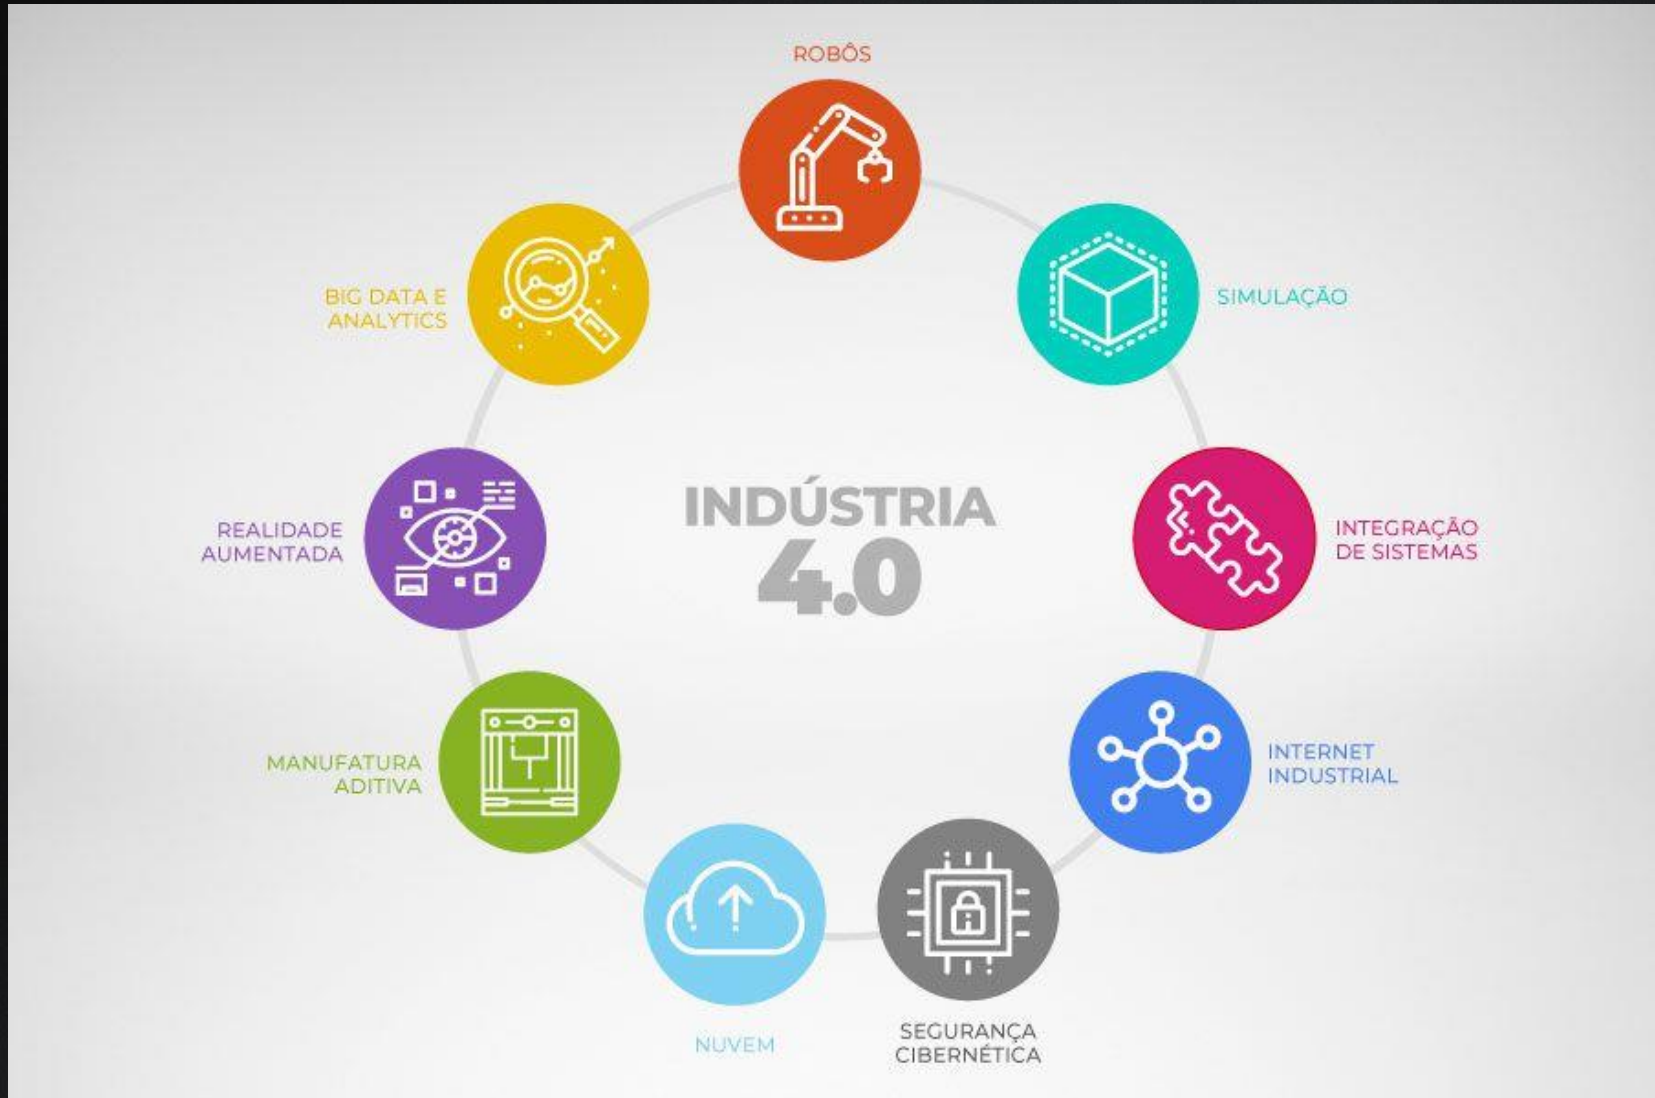 ROBÔS
SIMULAÇÃO
INTEGRAÇÃO
DE SISTEMAS
INTERNET
INDUSTRIAL
SEGURANÇA
CIBERNÉTICA
NUVEM
MANUFATURA
ADITIVA
REALIDADE
AUMENTADA
BIG DATA E
ANALYTICS
INDÚSTRIA
4.0